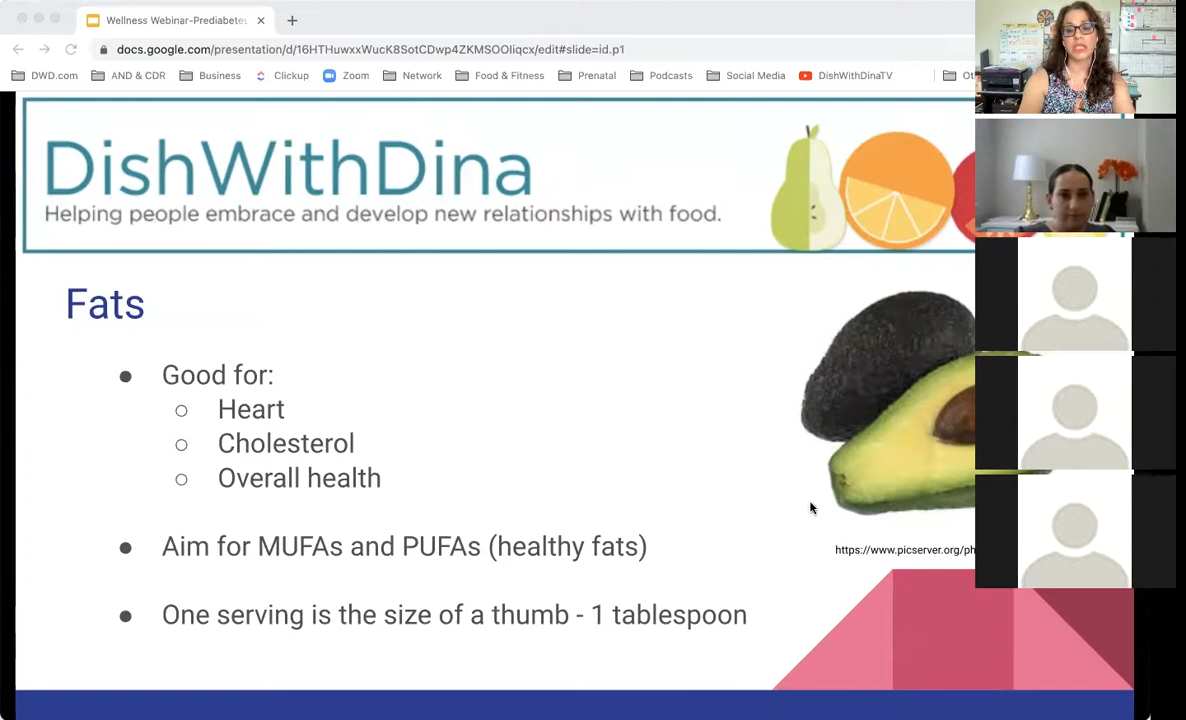 Wellness Webinar-Prediabetes
docs.google.com/presentation/d/16HTHuwxxWucK8SotCDwp4ZKMSOOliqcx/edit#slide=id.p1
DWD.com AND & CDR Business Clickup Zoom Network Food & Fitness Prenatal Podcasts Social Media DishWithDinaTV
DishWithDina
Helping people embrace and develop new relationships with food.
Fats
● Good for:
○ Heart
○ Cholesterol
○ Overall health
● Aim for MUFAs and PUFAs (healthy fats)
https://www.picserver.org/ph
● One serving is the size of a thumb - 1 tablespoon